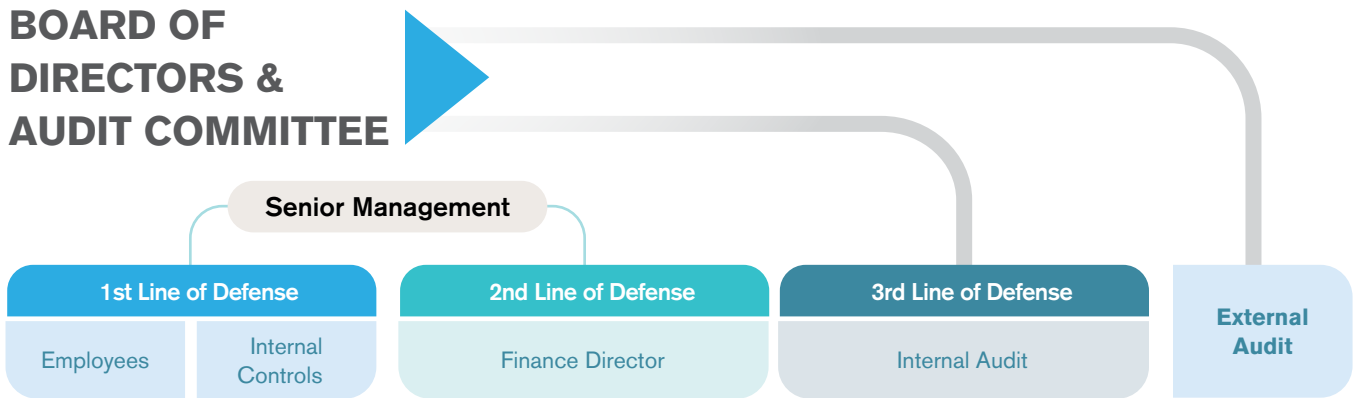 BOARD OF
DIRECTORS &
AUDIT COMMITTEE
Senior Management
1st Line of Defense
2nd Line of Defense
3rd Line of Defense
External
Audit
Employees
Internal
Controls
Finance Director
Internal Audit